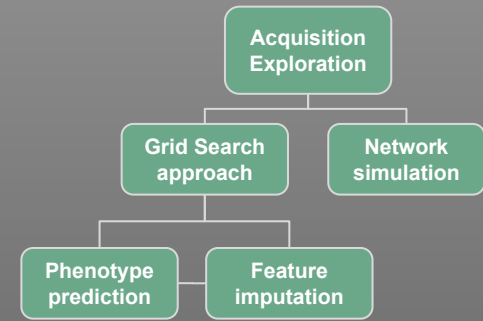 Acquisition
Exploration
Grid Search
approach
Network
simulation
Phenotype
prediction
Feature
imputation